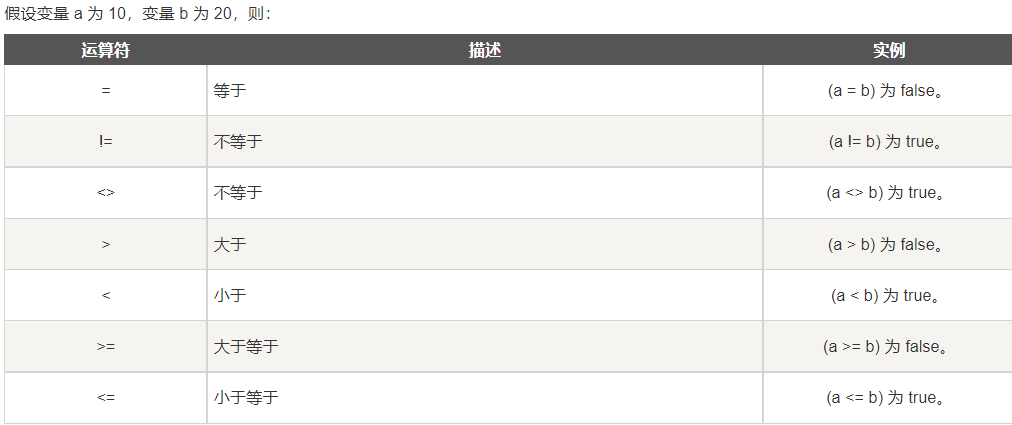 假设变量 a 为 10，变量 b 为 20，则：
运算符 描述 实例
= 等于 (a = b) 为 false。
!= 不等于 (a != b) 为 true。
<> 不等于 (a <> b) 为 true。
> 大于 (a > b) 为 false。
< 小于 (a < b) 为 true。
>= 大于等于 (a >= b) 为 false。
<= 小于等于 (a <= b) 为 true。